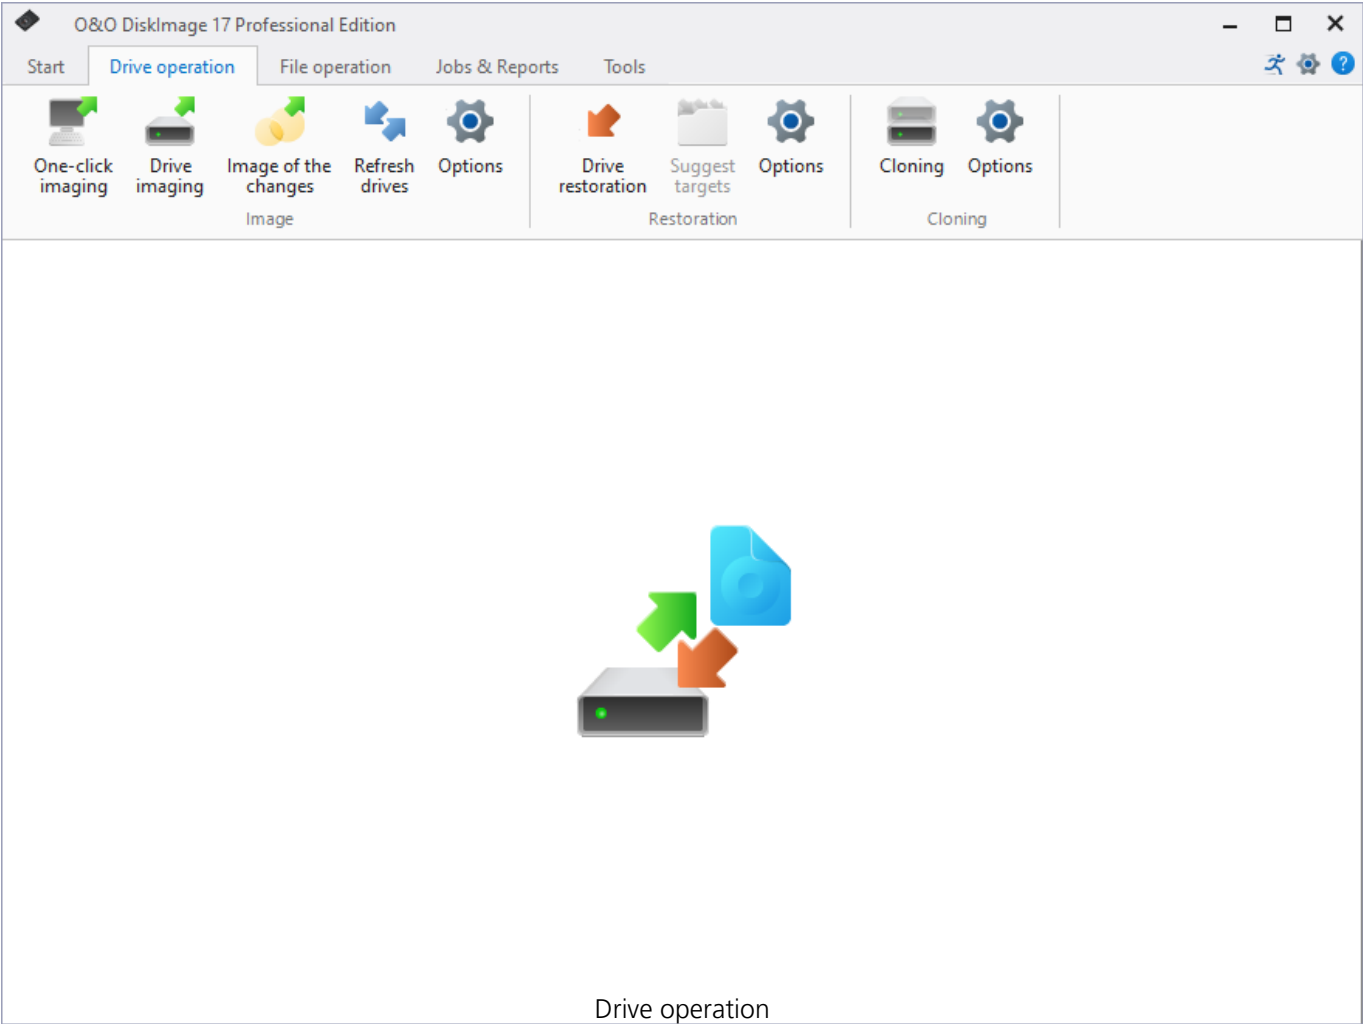 O&O DiskImage 17 Professional Edition
Start Drive operation File operation Jobs & Reports Tools
?
One-click imaging
Drive imaging
Image of the changes
Refresh drives
Options
Image
Drive restoration
Suggest targets
Options
Restoration
Cloning
Options
Cloning
Drive operation